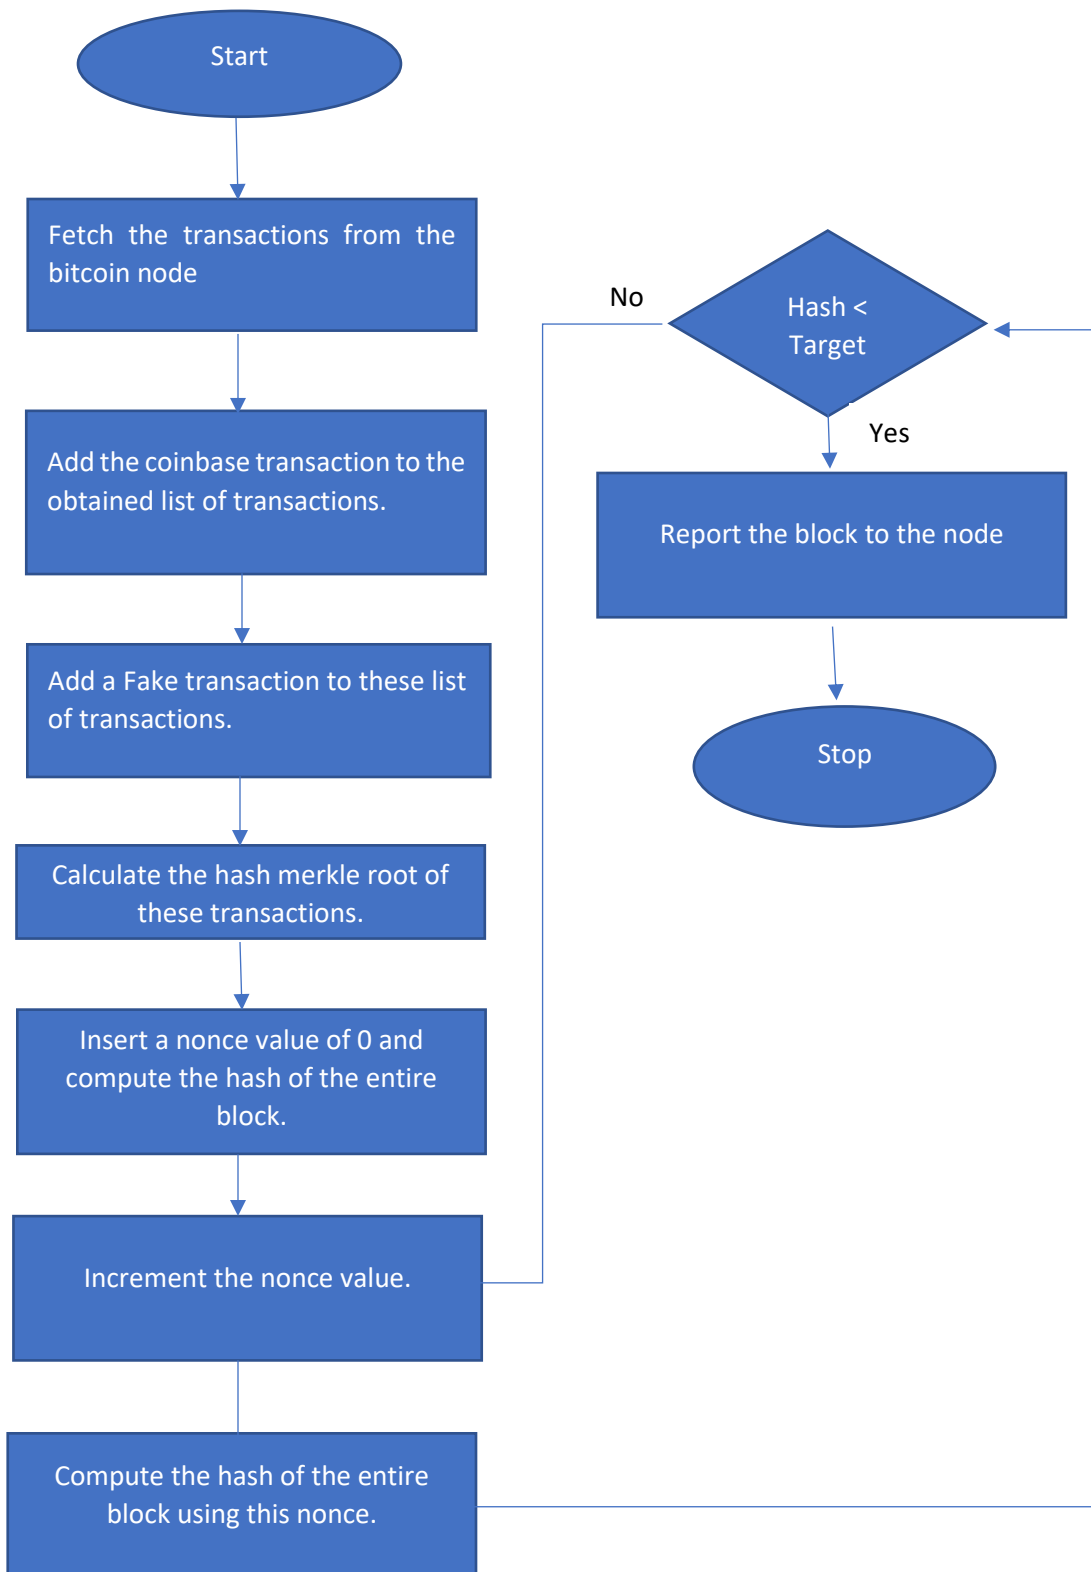 Start
Fetch the transactions from the
bitcoin node
Add the coinbase transaction to the
obtained list of transactions.
Add a Fake transaction to these list
of transactions.
Calculate the hash merkle root of
these transactions.
Insert a nonce value of 0 and
compute the hash of the entire
block.
Increment the nonce value.
Compute the hash of the entire
block using this nonce.
No
Hash <
Target
Yes
Report the block to the node
Stop